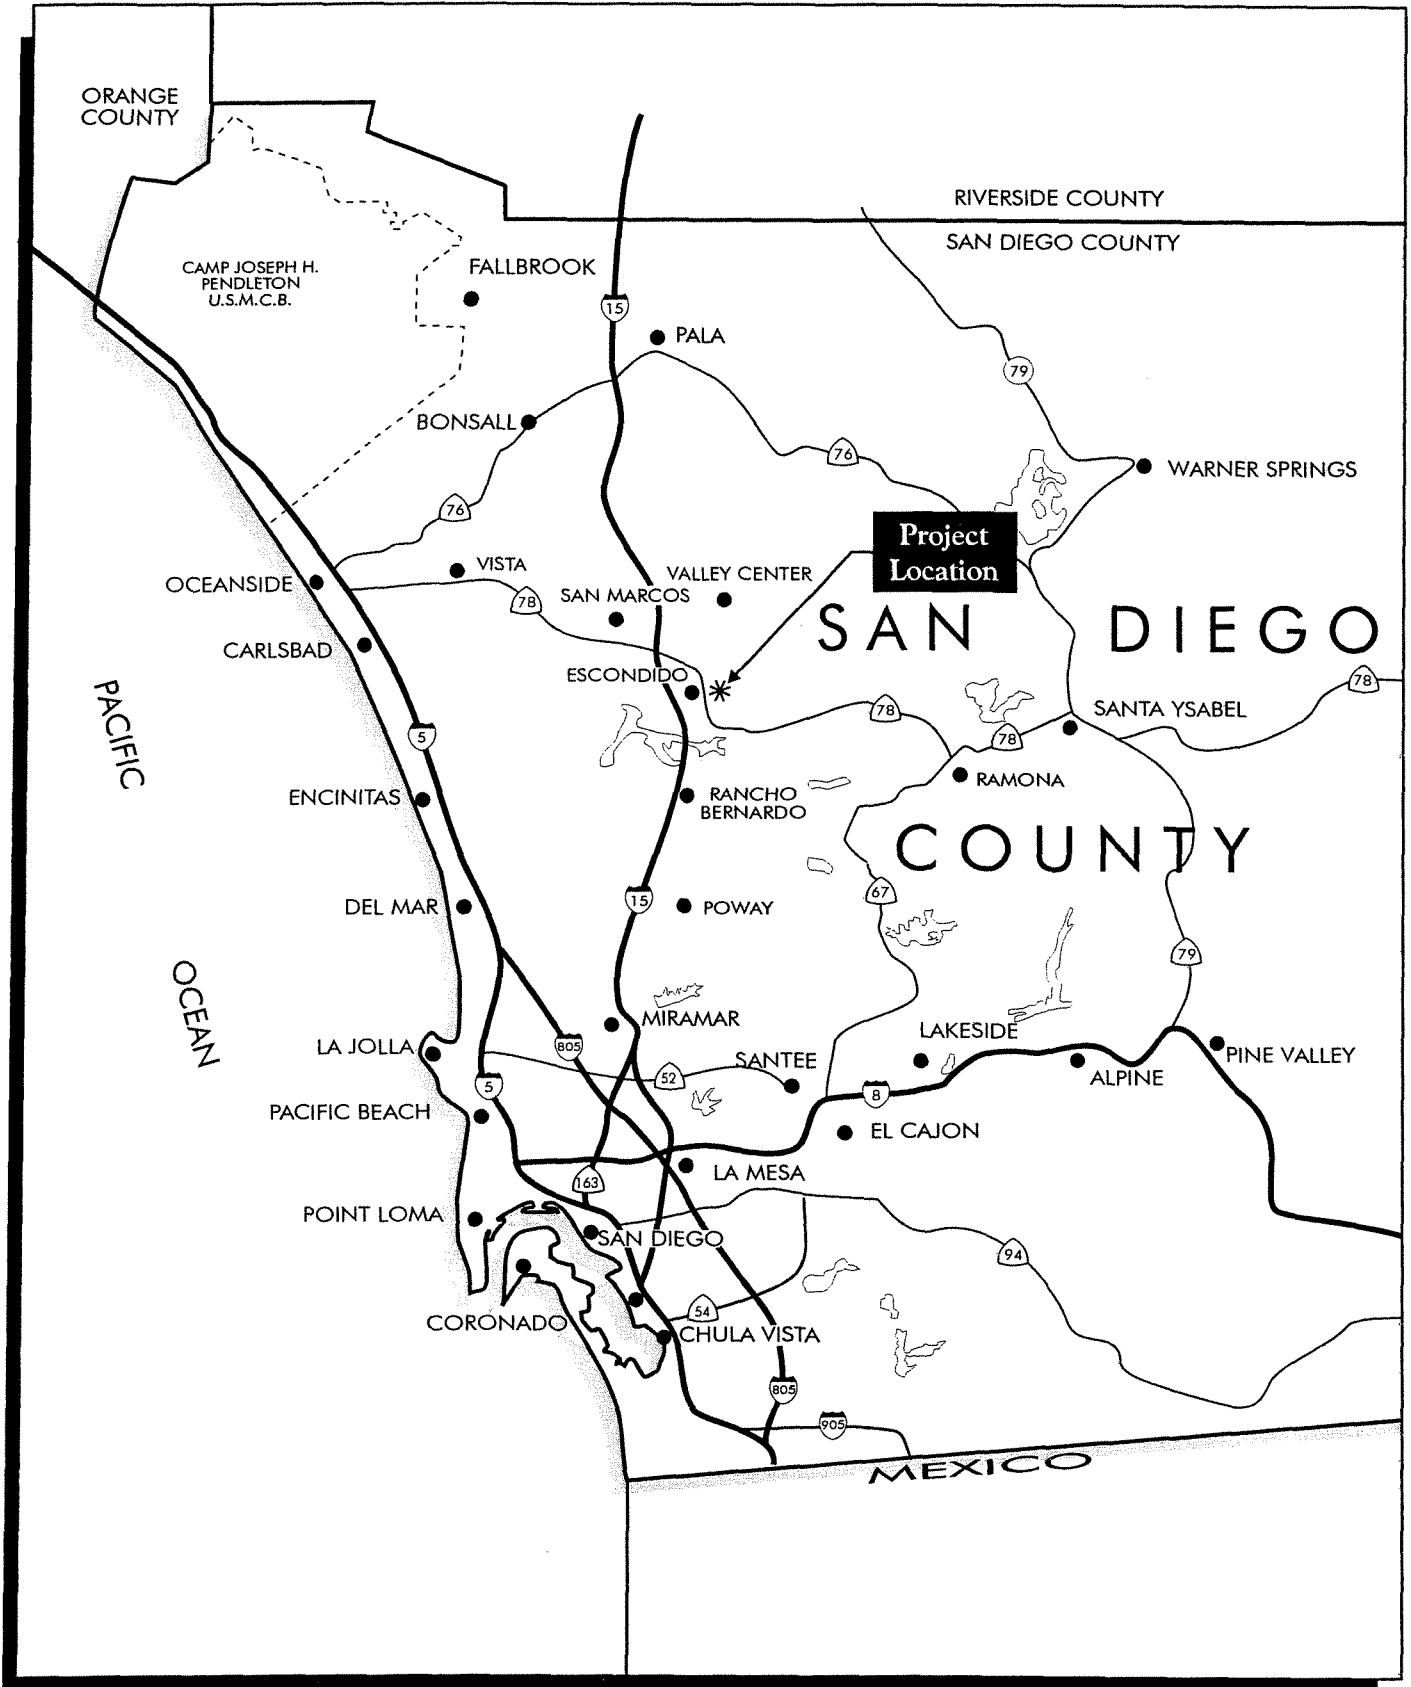 ORANGE
COUNTY
RIVERSIDE COUNTY
SAN DIEGO COUNTY
CAMP JOSEPH H.
PENDLETON
U.S.M.C.B.
FALLBROOK
15
PALA
79
BONSALL
76
WARNER SPRINGS
76
Project
Location
VISTA
OCEANSIDE
VALLEY CENTER
78
SAN MARCOS
SAN DIEGO
CARLSBAD
ESCONDIDO
78
PACIFIC
78
SANTA YSABEL
5
78
RAMONA
ENCINITAS
RANCHO
BERNARDO
COUNTY
67
15
DEL MAR
POWAY
79
OCEAN
MIRAMAR
LAKESIDE
LA JOLLA
805
SANTEE
PINE VALLEY
52
ALPINE
5
8
PACIFIC BEACH
EL CAJON
LA MESA
163
POINT LOMA
SAN DIEGO
94
54
CORONADO
CHULA VISTA
805
905
MEXICO